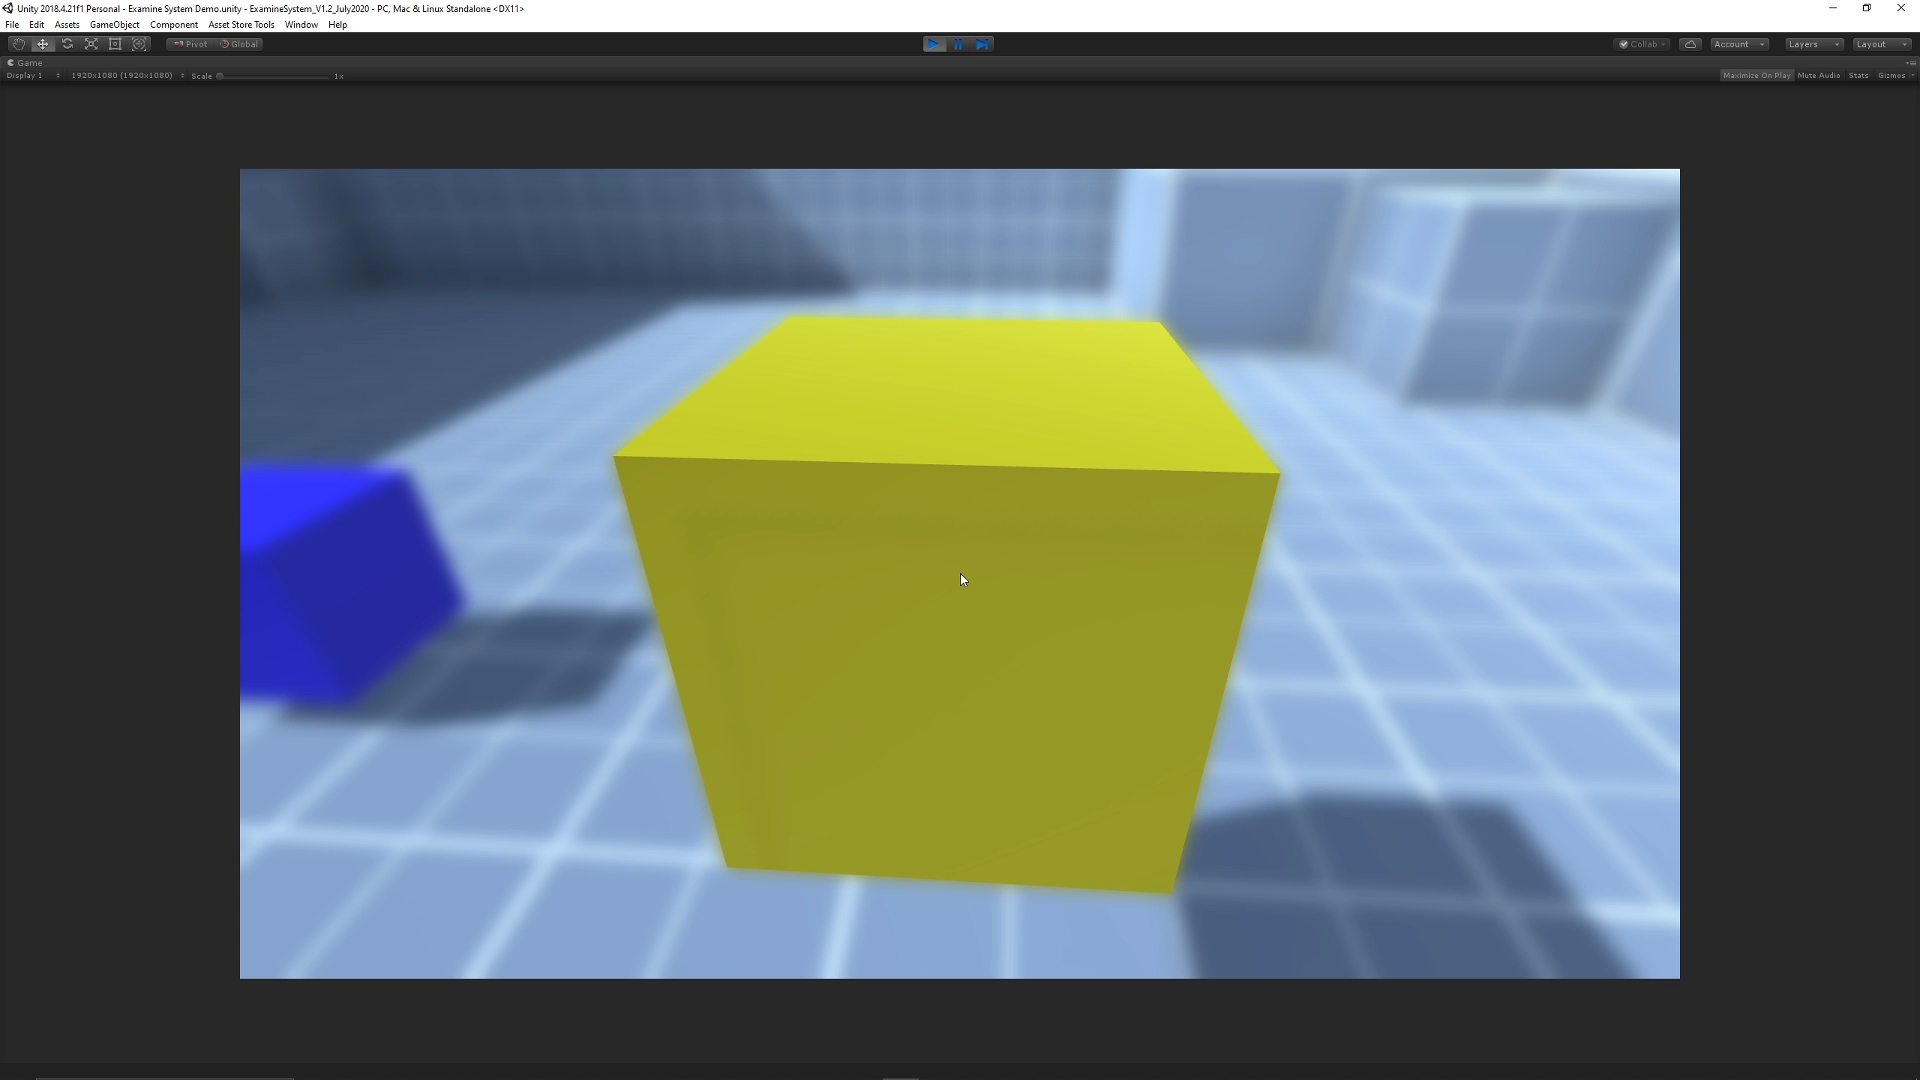 Unity 2018.4.21f1 Personal - Examine System Demo.unity - ExamineSystem_V1.2_July2020 - PC, Mac & Linux Standalone <DX11>
File Edit Assets GameObject Component Asset Store Tools Window Help
Pivot Global Collab Account Layers Layout
Game
Display 1 1920x1080 (1920x1080) Scale 1x Maximize On Play Mute Audio Stats Gizmos